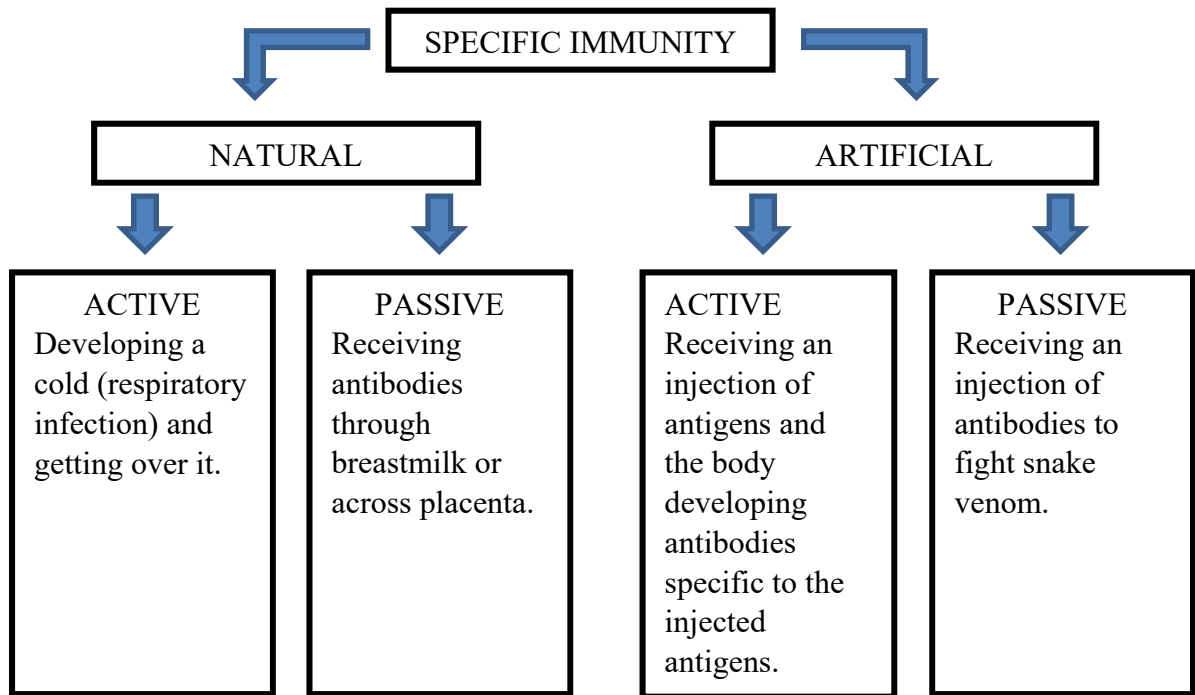 SPECIFIC IMMUNITY
NATURAL
ARTIFICIAL
ACTIVE
Developing a
cold (respiratory
infection) and
getting over it.
PASSIVE
Receiving
antibodies
through
breastmilk or
across placenta.
ACTIVE
Receiving an
injection of
antigens and
the body
developing
antibodies
specific to the
injected
antigens.
PASSIVE
Receiving an
injection of
antibodies to
fight snake
venom.